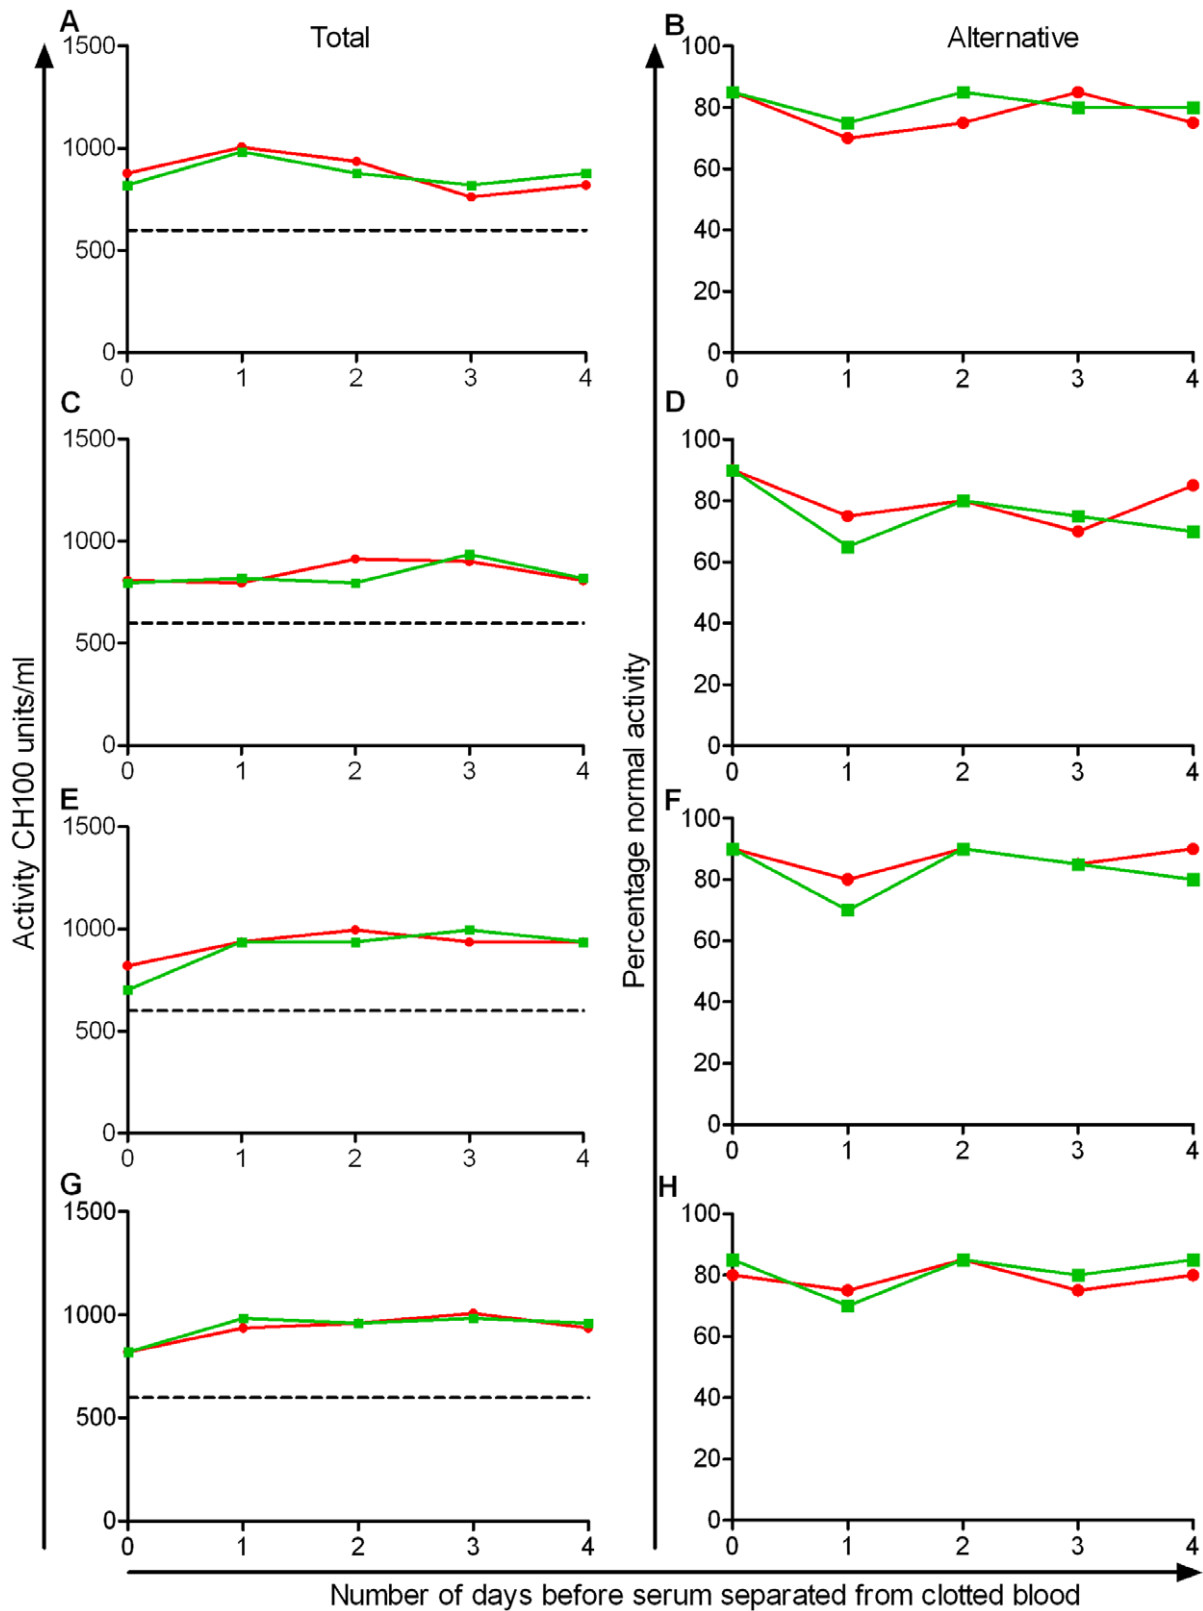 A
Total
1500
1000
500
0
0 1 2 3 4
B
Alternative
100
80
60
40
20
0
0 1 2 3 4
C
1500
1000
500
0
0 1 2 3 4
D
100
80
60
40
20
0
0 1 2 3 4
E
1500
1000
500
0
0 1 2 3 4
F
100
80
60
40
20
0
0 1 2 3 4
G
1500
1000
500
0
0 1 2 3 4
H
100
80
60
40
20
0
0 1 2 3 4
Activity CH100 units/ml
Percentage normal activity
Number of days before serum separated from clotted blood